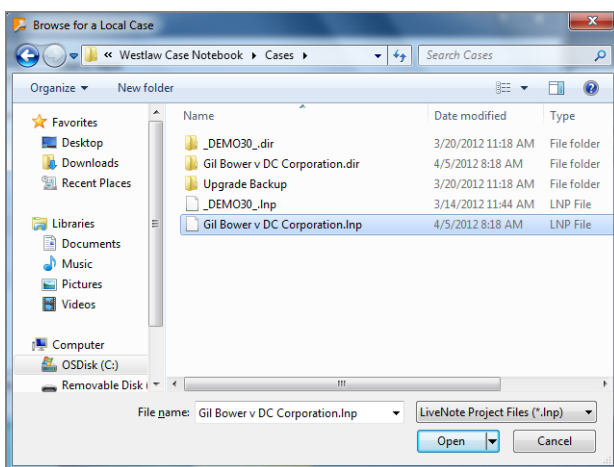 Browse for a Local Case
« Westlaw Case Notebook ▸ Cases ▸
Search Cases
Organize ▾ New folder
Name Date modified Type
Favorites
Desktop
Downloads
Recent Places
Libraries
Documents
Music
Pictures
Videos
Computer
OSDisk (C:)
Removable Disk (
_DEMO30_.dir 3/20/2012 11:18 AM File folder
Gil Bower v DC Corporation.dir 4/5/2012 8:18 AM File folder
Upgrade Backup 3/20/2012 11:18 AM File folder
_DEMO30_.lnp 3/14/2012 11:44 AM LNP File
Gil Bower v DC Corporation.lnp 4/5/2012 8:18 AM LNP File
File name: Gil Bower v DC Corporation.lnp LiveNote Project Files (*.lnp)
Open Cancel